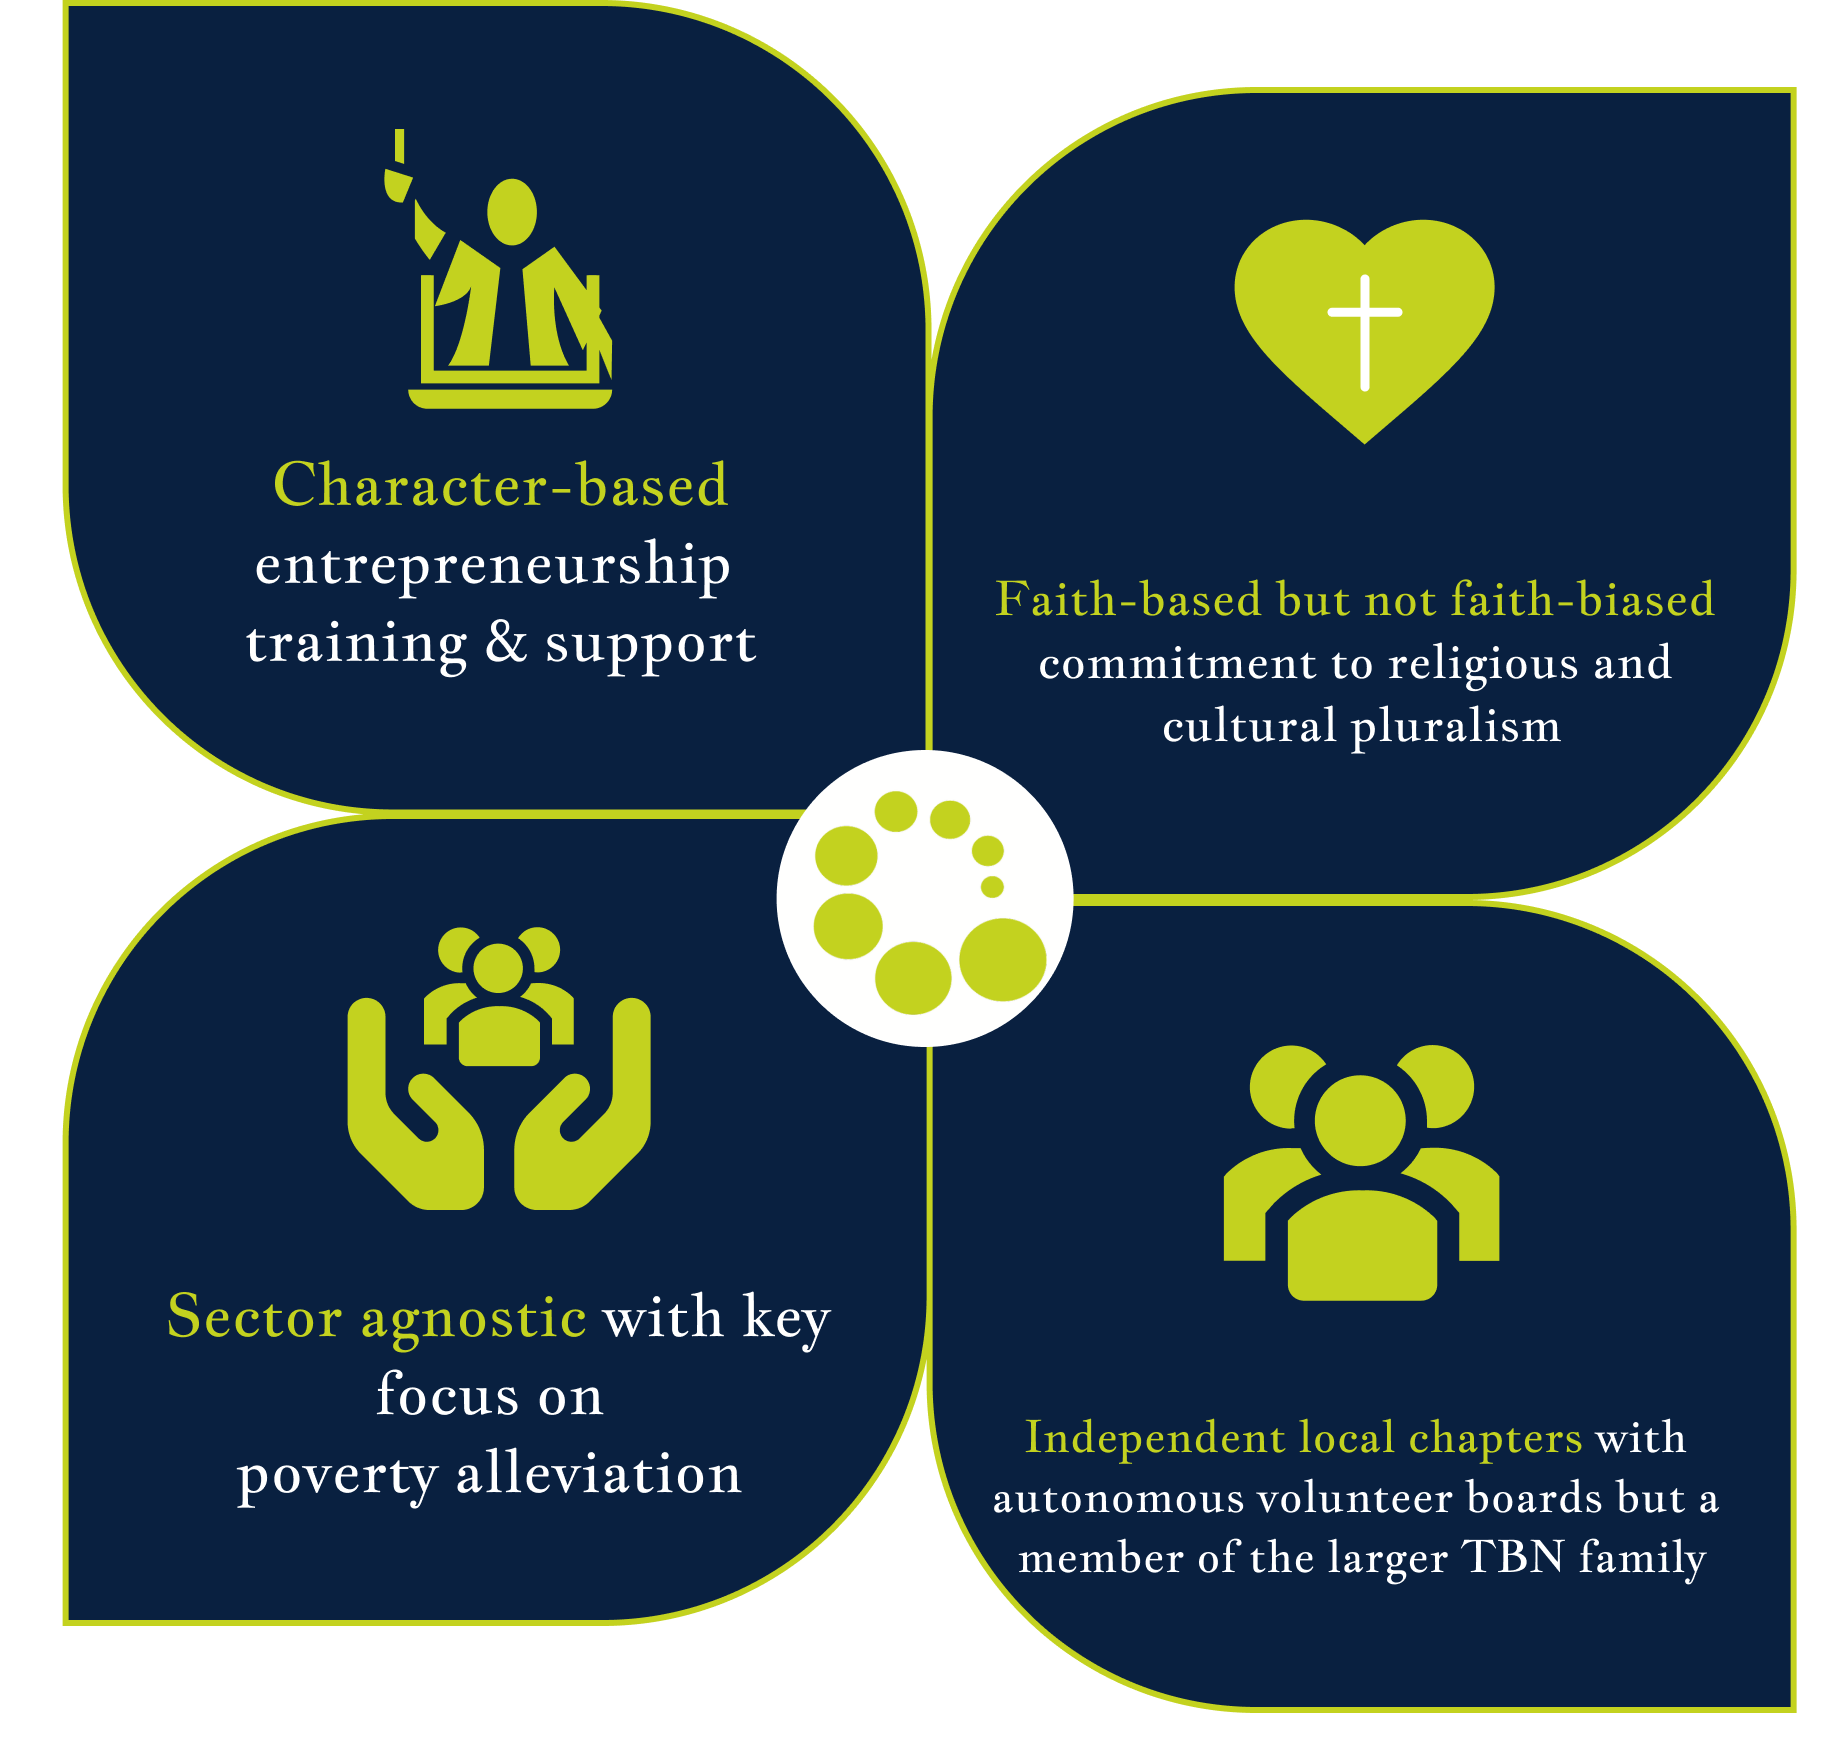 Character-based
entrepreneurship
training & support
Faith-based but not faith-biased
commitment to religious and
cultural pluralism
Sector agnostic with key
focus on
poverty alleviation
Independent local chapters with
autonomous volunteer boards but a
member of the larger TBN family